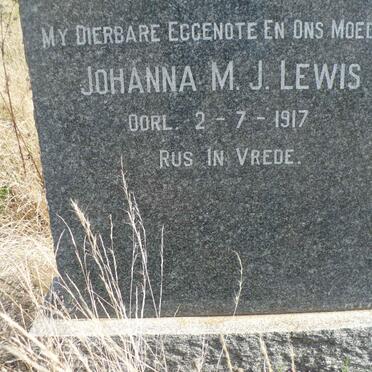 MY DIERBARE EGGENOTE EN ONS MOED
JOHANNA M. J. LEWIS
OORL. 2-7-1917
RUS IN VREDE.